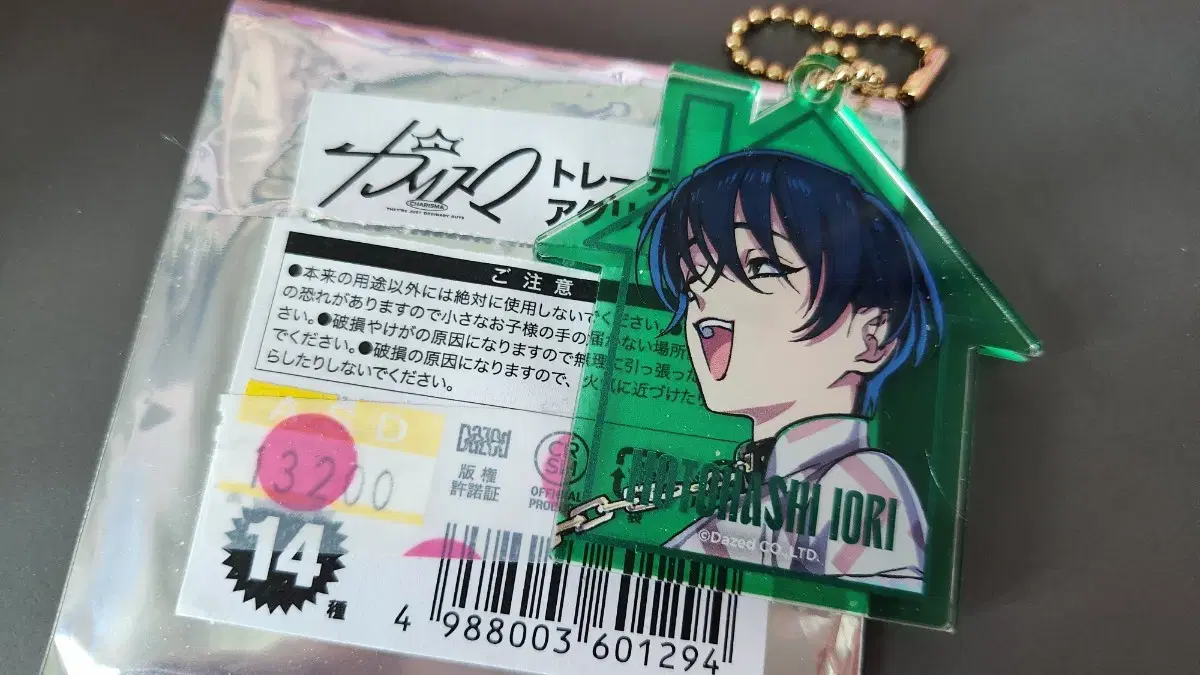 カリスマ
CHARISMA
THEY'RE JUST ORDINARY GUYS
トレーデ
アクリ
ご注意
●本来の用途以外には絶対に使用しないでください。●
の恐れがありますので小さなお子様の手の届かない場所
さい。●破損やけがの原因になりますので無理に引っ張った
でください。●破損の原因になりますので、火気に近づけたり
らしたりしないでください。
13200
Dazed
版権
許諾証
14
種
4 988003 601294
MOTOHASHI IORI
©Dazed CO.,LTD.